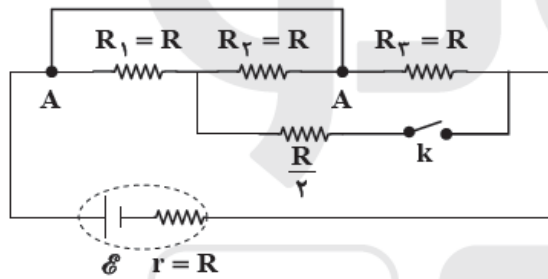 R۱ = R R۲ = R R۳ = R
A A
R/۲ k
ℰ r = R